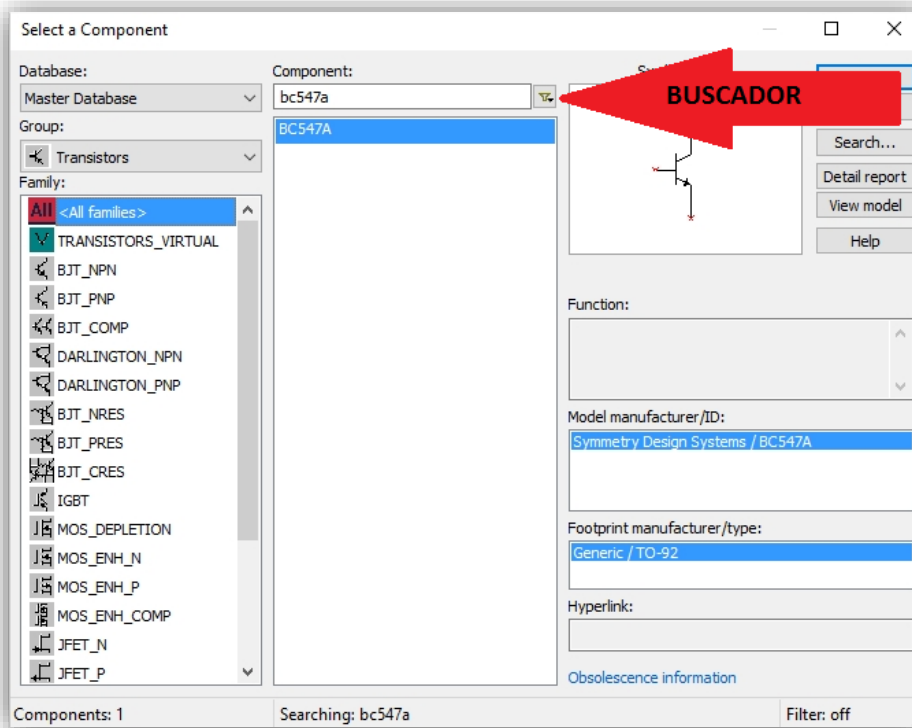 Select a Component
Database:
Master Database
Group:
Transistors
Family:
All <All families>
TRANSISTORS_VIRTUAL
BJT_NPN
BJT_PNP
BJT_COMP
DARLINGTON_NPN
DARLINGTON_PNP
BJT_NRES
BJT_PRES
BJT_CRES
IGBT
MOS_DEPLETION
MOS_ENH_N
MOS_ENH_P
MOS_ENH_COMP
JFET_N
JFET_P
Component:
bc547a
BC547A
BUSCADOR
Search...
Detail report
View model
Help
Function:
Model manufacturer/ID:
Symmetry Design Systems / BC547A
Footprint manufacturer/type:
Generic / TO-92
Hyperlink:
Obsolescence information
Components: 1
Searching: bc547a
Filter: off